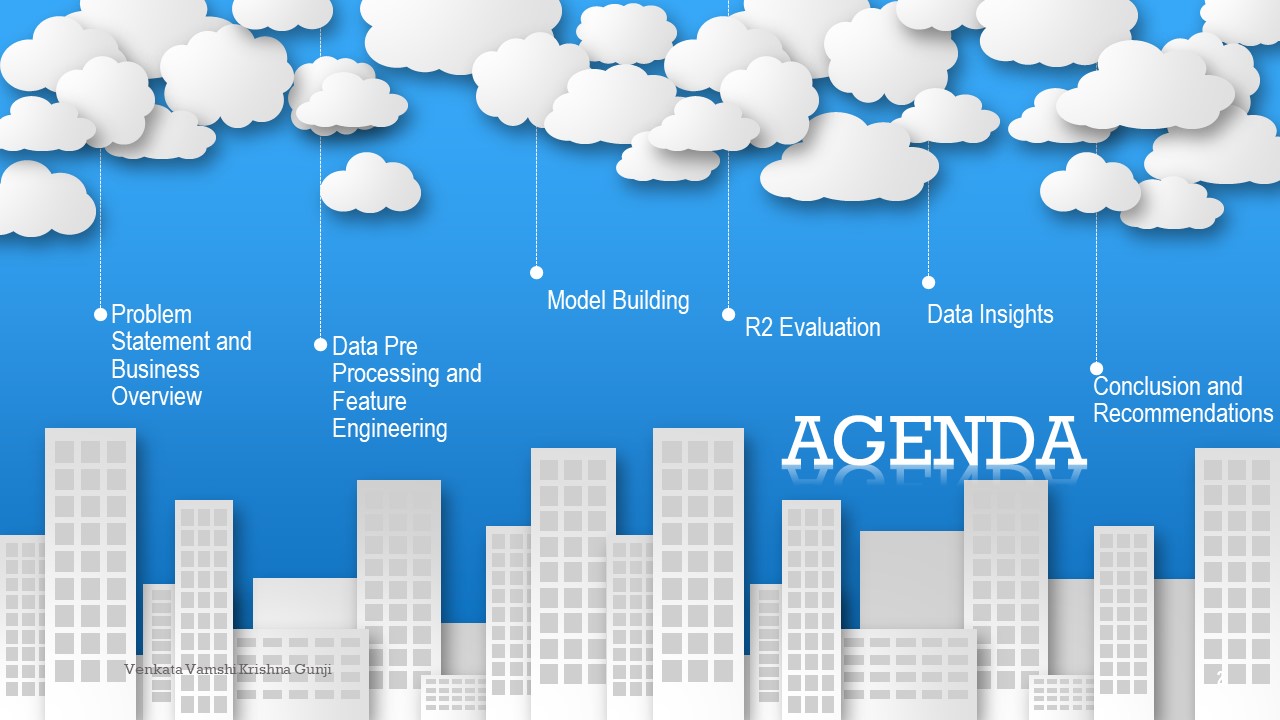 Problem
Statement and
Business
Overview
Data Pre
Processing and
Feature
Engineering
Model Building
R2 Evaluation
Data Insights
Conclusion and
Recommendations
AGENDA
Venkata Vamshi Krishna Gunji
2